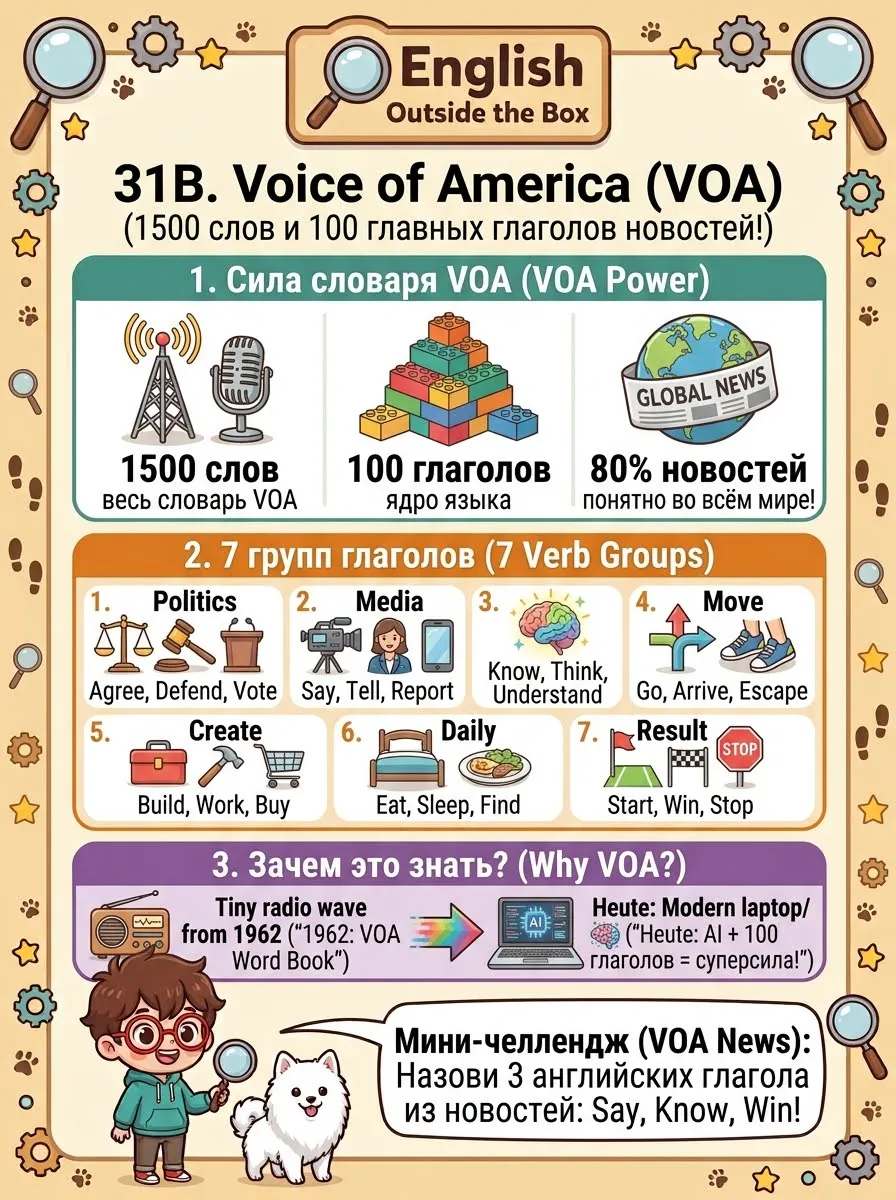 English
Outside the Box
31B. Voice of America (VOA)
(1500 слов и 100 главных глаголов новостей!)
1. Сила словаря VOA (VOA Power)
GLOBAL NEWS
1500 слов
весь словарь VOA
100 глаголов
ядро языка
80% новостей
понятно во всём мире!
2. 7 групп глаголов (7 Verb Groups)
1. Politics
Agree, Defend, Vote
2. Media
Say, Tell, Report
3.
Know, Think,
Understand
4. Move
Go, Arrive, Escape
5. Create
Build, Work, Buy
6. Daily
Eat, Sleep, Find
7. Result
STOP
Start, Win, Stop
3. Зачем это знать? (Why VOA?)
Tiny radio wave
from 1962 (“1962: VOA
Word Book”)
AI
Heute: Modern laptop/
(“Heute: AI + 100
глаголов = суперсила!”)
Мини-челлендж (VOA News):
Назови 3 английских глагола
из новостей: Say, Know, Win!